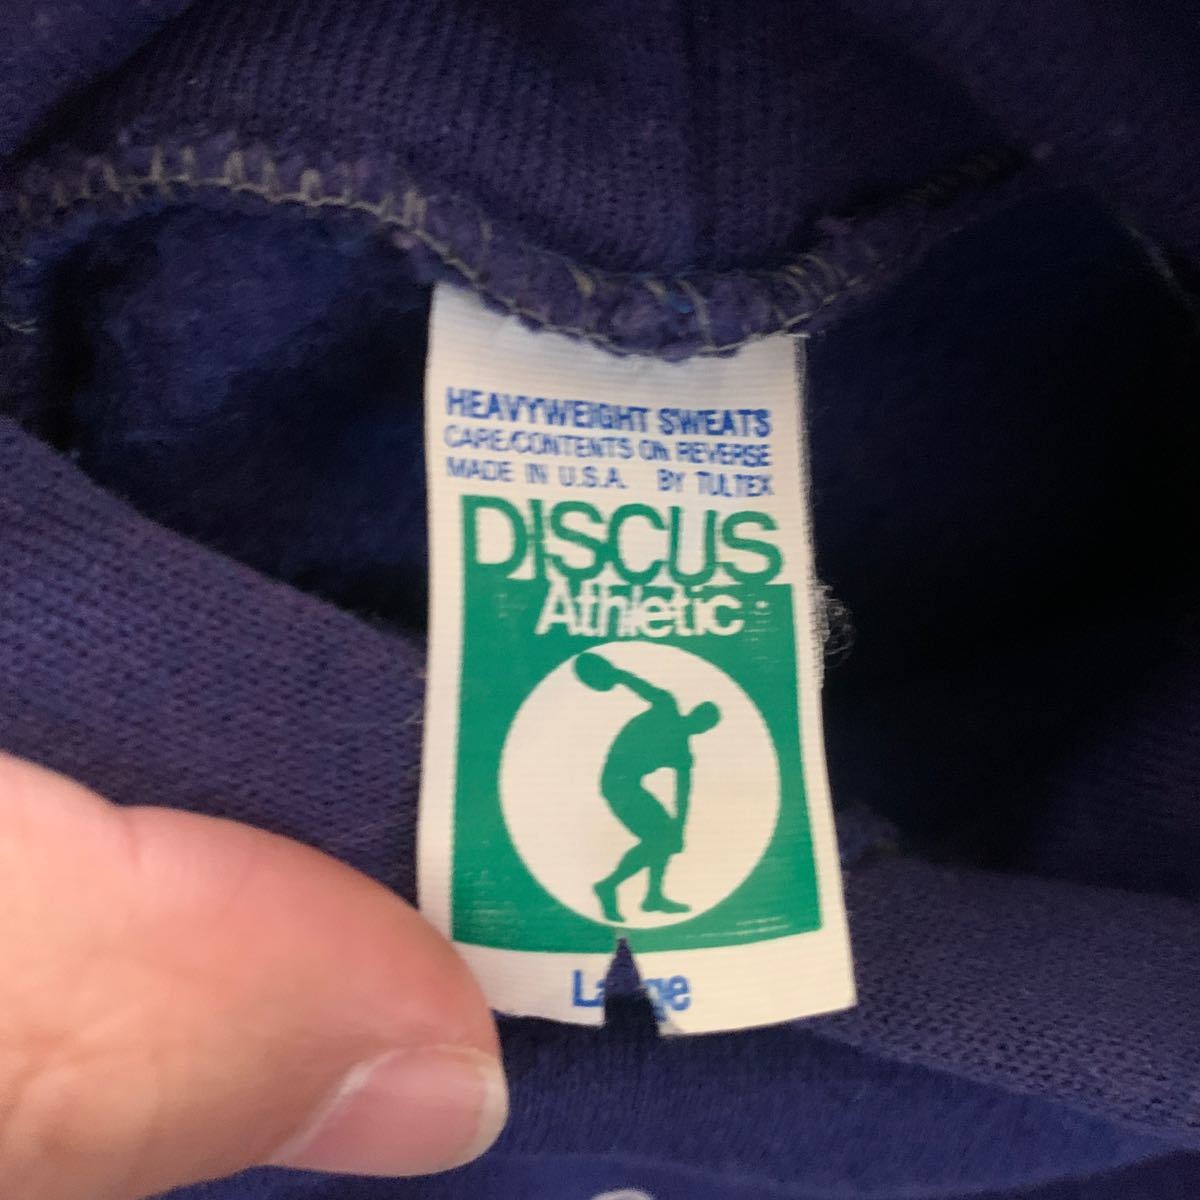 HEAVYWEIGHT SWEATS
CARE/CONTENTS ON REVERSE
MADE IN U.S.A. BY TULTEX
DISCUS
Athletic